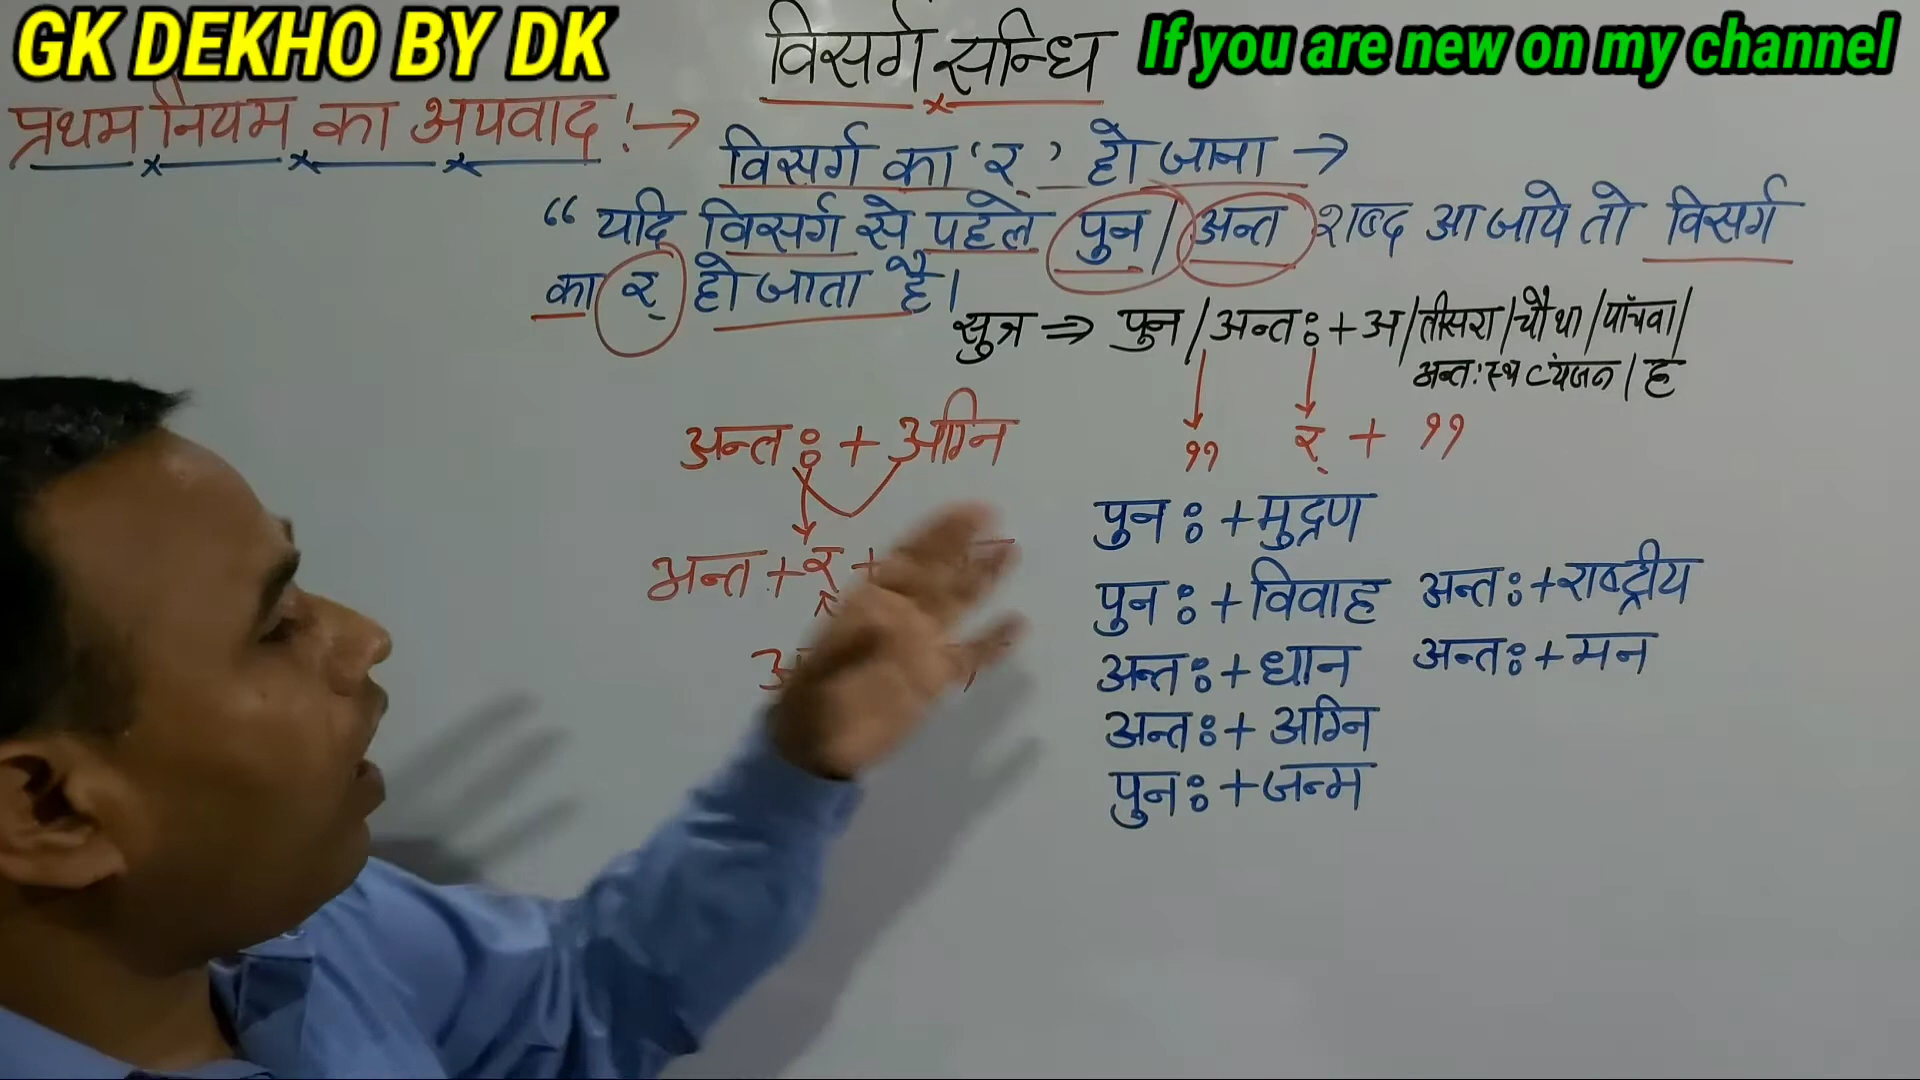 GK DEKHO BY DK
विसर्ग सन्धि
If you are new on my channel
प्रथम नियम का अपवाद !→
विसर्ग का 'र्' हो जाना →
“ यदि विसर्ग से पहले पुन / अन्त शब्द आ जाये तो विसर्ग
का र् हो जाता है।
सुत्र ⇒ पुन / अन्तः + अ / तीसरा / चौथा / पाँचवा /
अन्तःस्थ व्यंजन / ह
" र् + "
अन्तः + अग्नि
अन्त + र् +
पुनः + मुद्रण
पुनः + विवाह
अन्तः + धान
अन्तः + अग्नि
पुनः + जन्म
अन्तः + राष्ट्रीय
अन्तः + मन